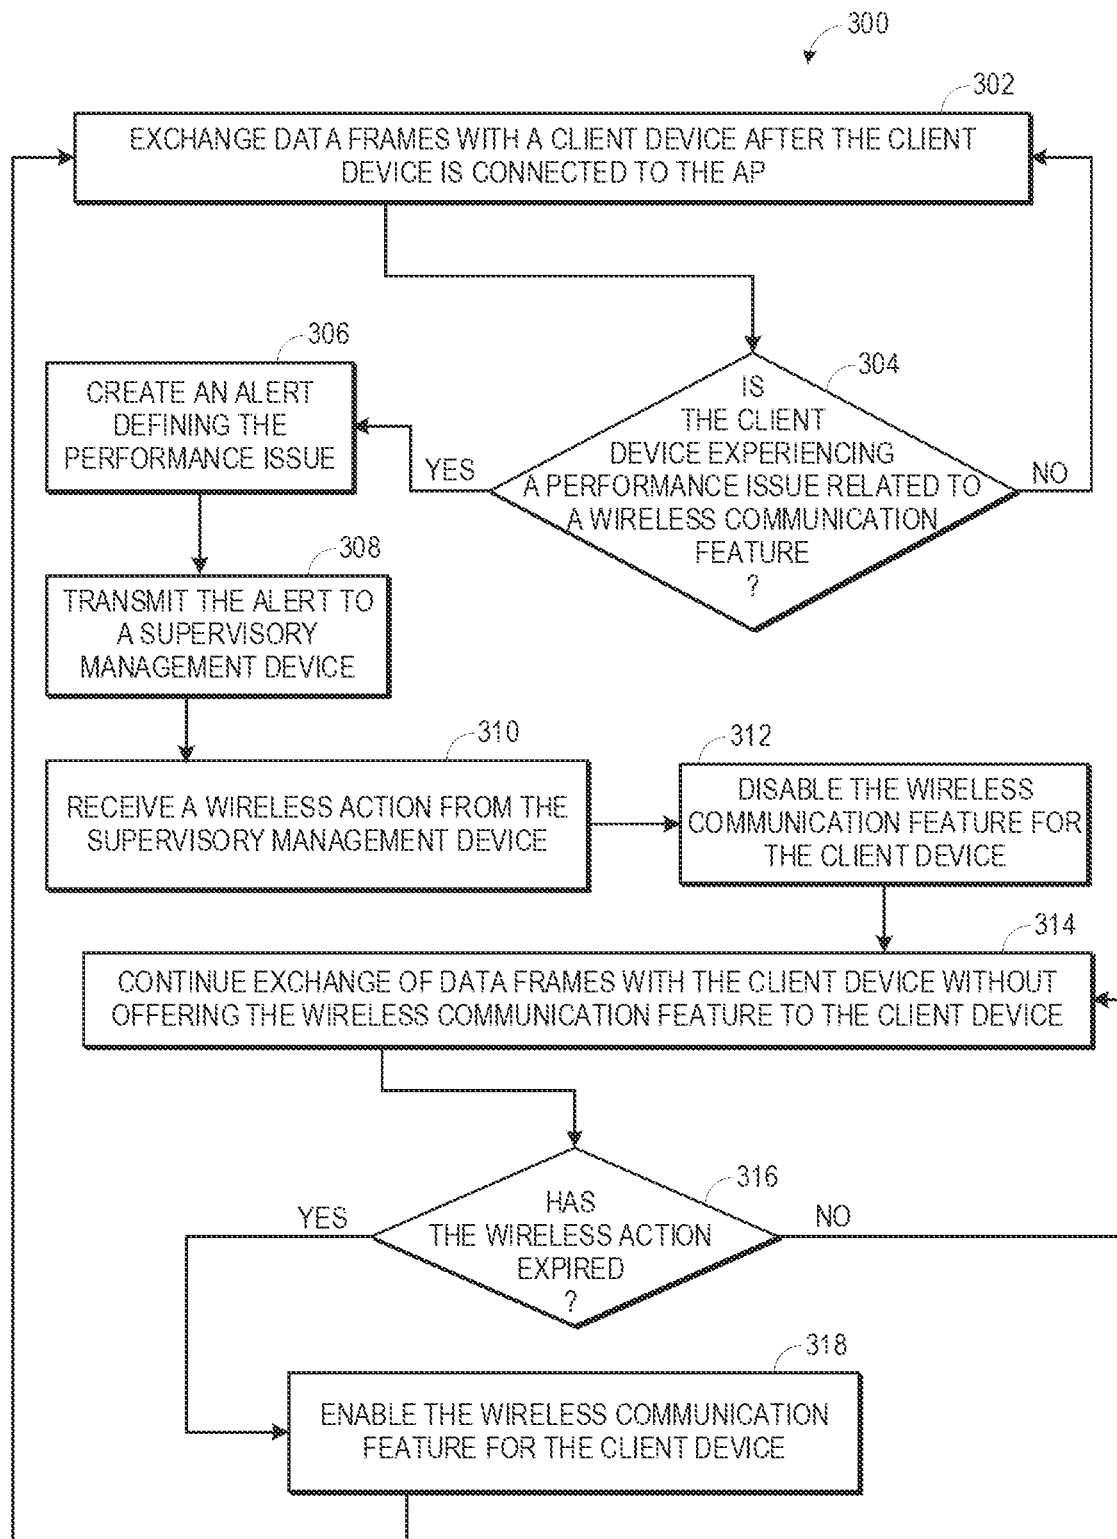 300
302
EXCHANGE DATA FRAMES WITH A CLIENT DEVICE AFTER THE CLIENT
DEVICE IS CONNECTED TO THE AP
304
IS
THE CLIENT
DEVICE EXPERIENCING
A PERFORMANCE ISSUE RELATED TO
A WIRELESS COMMUNICATION
FEATURE
?
YES
NO
306
CREATE AN ALERT
DEFINING THE
PERFORMANCE ISSUE
308
TRANSMIT THE ALERT TO
A SUPERVISORY
MANAGEMENT DEVICE
310
RECEIVE A WIRELESS ACTION FROM THE
SUPERVISORY MANAGEMENT DEVICE
312
DISABLE THE WIRELESS
COMMUNICATION FEATURE FOR
THE CLIENT DEVICE
314
CONTINUE EXCHANGE OF DATA FRAMES WITH THE CLIENT DEVICE WITHOUT
OFFERING THE WIRELESS COMMUNICATION FEATURE TO THE CLIENT DEVICE
316
HAS
THE WIRELESS ACTION
EXPIRED
?
YES
NO
318
ENABLE THE WIRELESS COMMUNICATION
FEATURE FOR THE CLIENT DEVICE